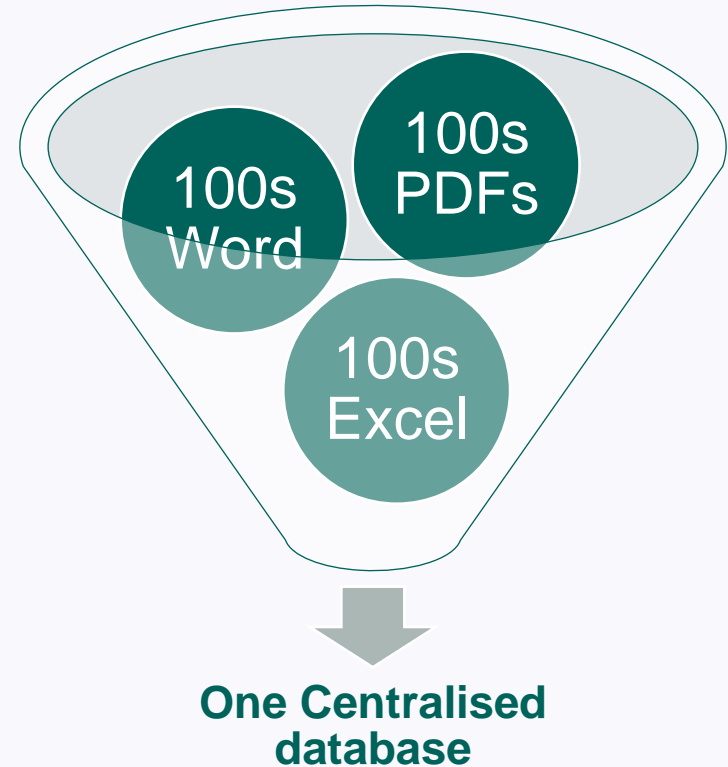 100s
PDFs
100s
Word
100s
Excel
One Centralised
database